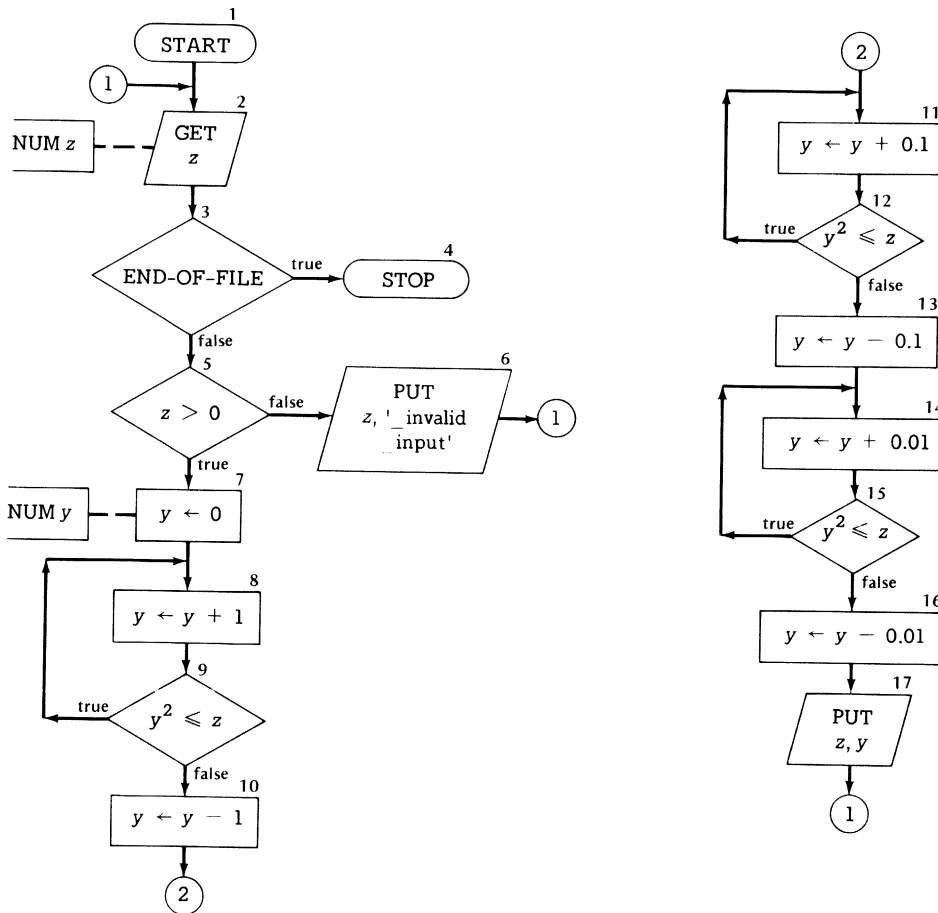 1
START
1
2
GET
z
NUM z
3
END-OF-FILE
true
4
STOP
false
5
z > 0
false
6
PUT
z, '_invalid
_input'
1
true
7
NUM y
y ← 0
8
y ← y + 1
9
true
y² ≤ z
false
10
y ← y − 1
2
2
11
y ← y + 0.1
12
true
y² ≤ z
false
13
y ← y − 0.1
14
y ← y + 0.01
15
true
y² ≤ z
false
16
y ← y − 0.01
17
PUT
z, y
1